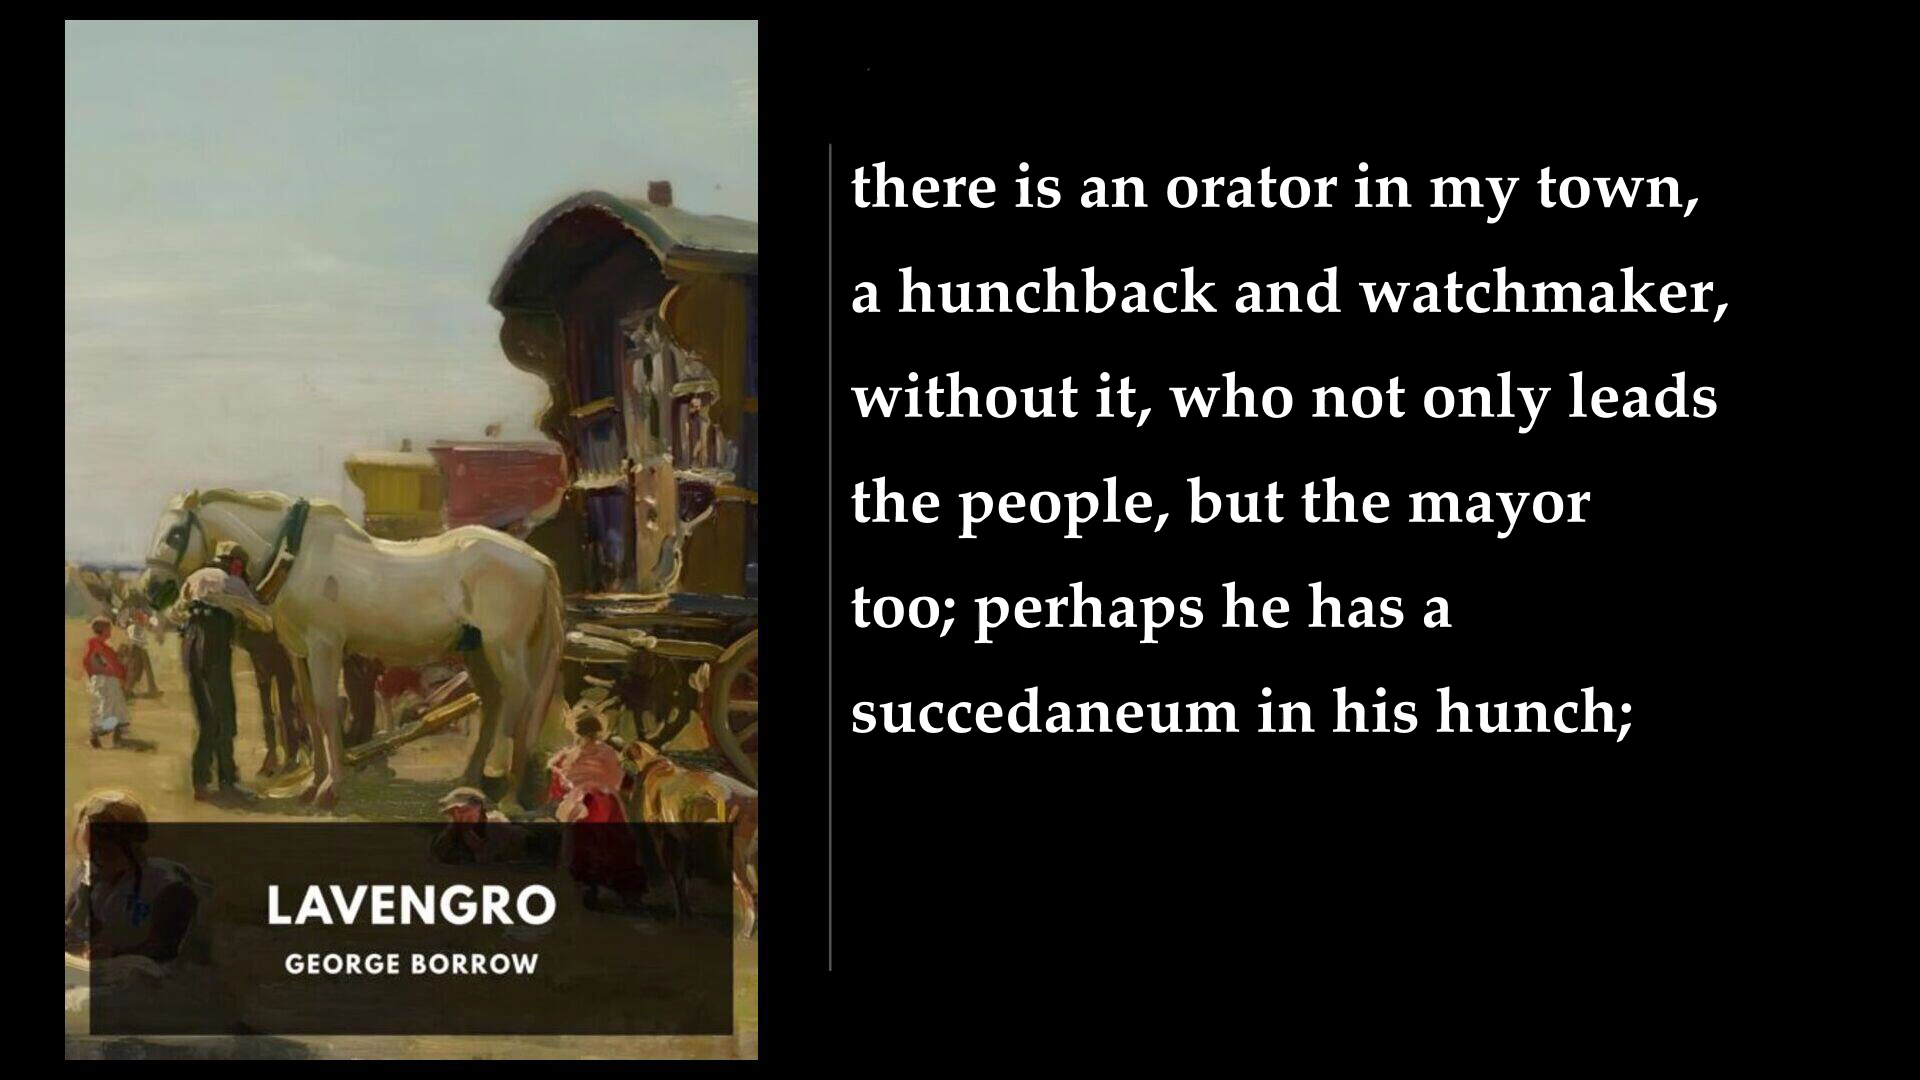 there is an orator in my town,
a hunchback and watchmaker,
without it, who not only leads
the people, but the mayor
too; perhaps he has a
succedaneum in his hunch;
LAVENGRO
GEORGE BORROW